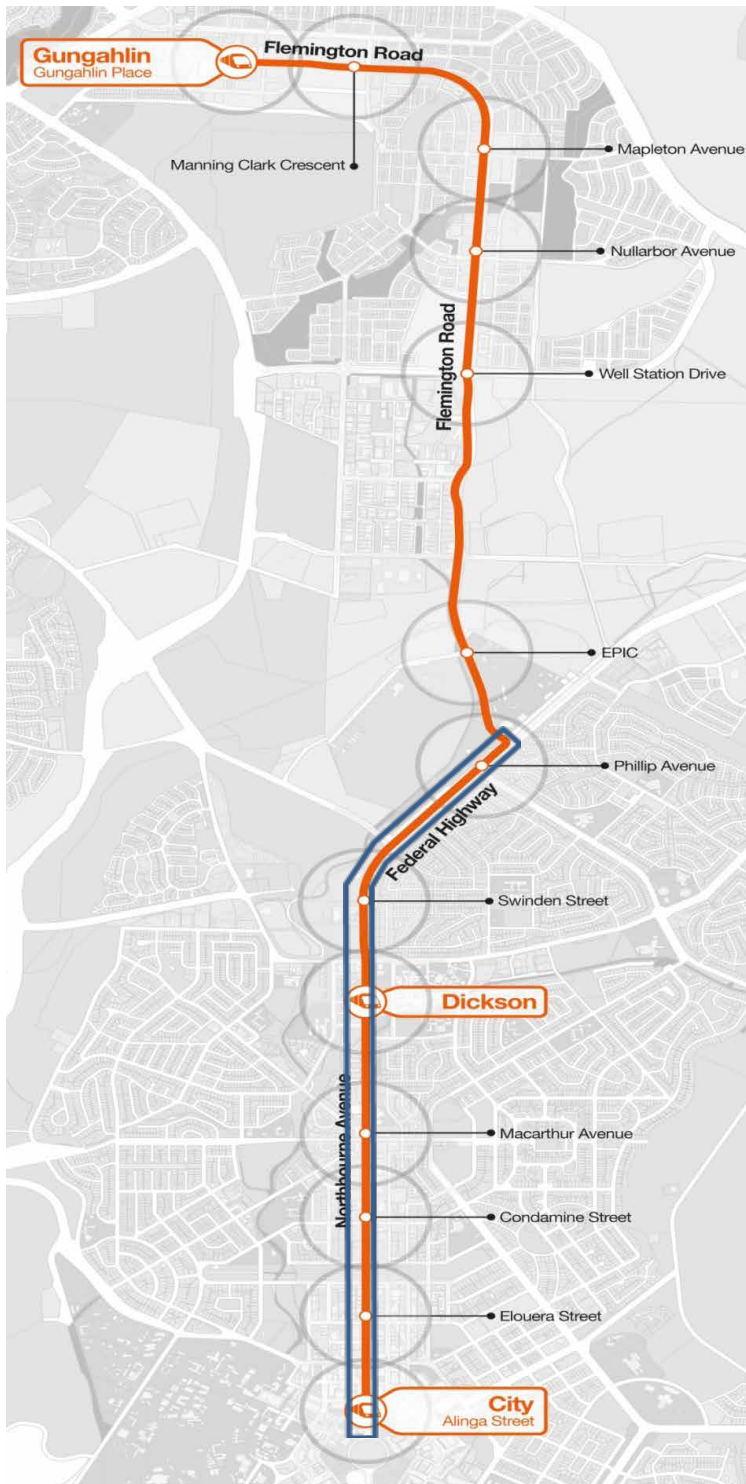 Gungahlin
Gungahlin Place
Flemington Road
Manning Clark Crescent
Mapleton Avenue
Nullarbor Avenue
Flemington Road
Well Station Drive
EPIC
Phillip Avenue
Federal Highway
Swinden Street
Dickson
Northbourne Avenue
Macarthur Avenue
Condamine Street
Elouera Street
City
Alinga Street